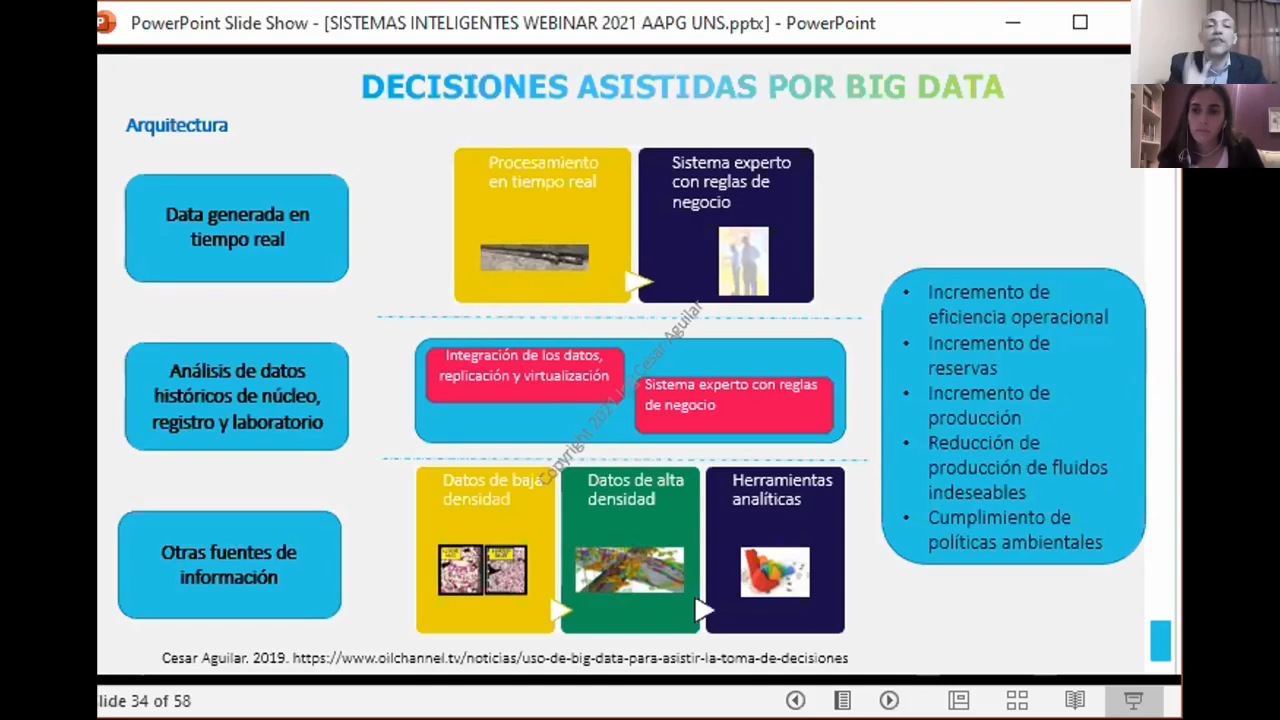 PowerPoint Slide Show - [SISTEMAS INTELIGENTES WEBINAR 2021 AAPG UNS.pptx] - PowerPoint
DECISIONES ASISTIDAS POR BIG DATA
Arquitectura
Data generada en
tiempo real
Procesamiento
en tiempo real
Sistema experto
con reglas de
negocio
Análisis de datos
históricos de núcleo,
registro y laboratorio
Integración de los datos,
replicación y virtualización
Sistema experto con reglas
de negocio
Otras fuentes de
información
Datos de baja
densidad
Datos de alta
densidad
Herramientas
analíticas
• Incremento de
eficiencia operacional
• Incremento de
reservas
• Incremento de
producción
• Reducción de
producción de fluidos
indeseables
• Cumplimiento de
políticas ambientales
Copyright 2021 Cesar Aguilar
Cesar Aguilar. 2019. https://www.oilchannel.tv/noticias/uso-de-big-data-para-asistir-la-toma-de-decisiones
lide 34 of 58